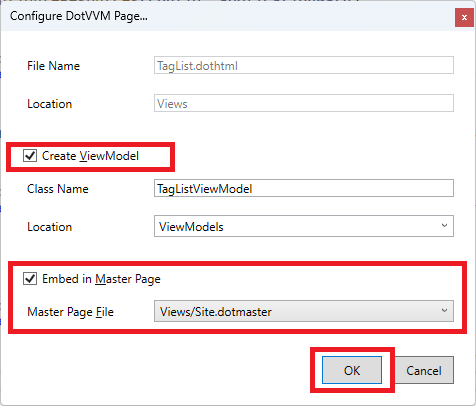 Configure DotVVM Page...
x
File Name TagList.dothtml
Location Views
Create ViewModel
Class Name TagListViewModel
Location ViewModels
Embed in Master Page
Master Page File Views/Site.dotmaster
OK Cancel